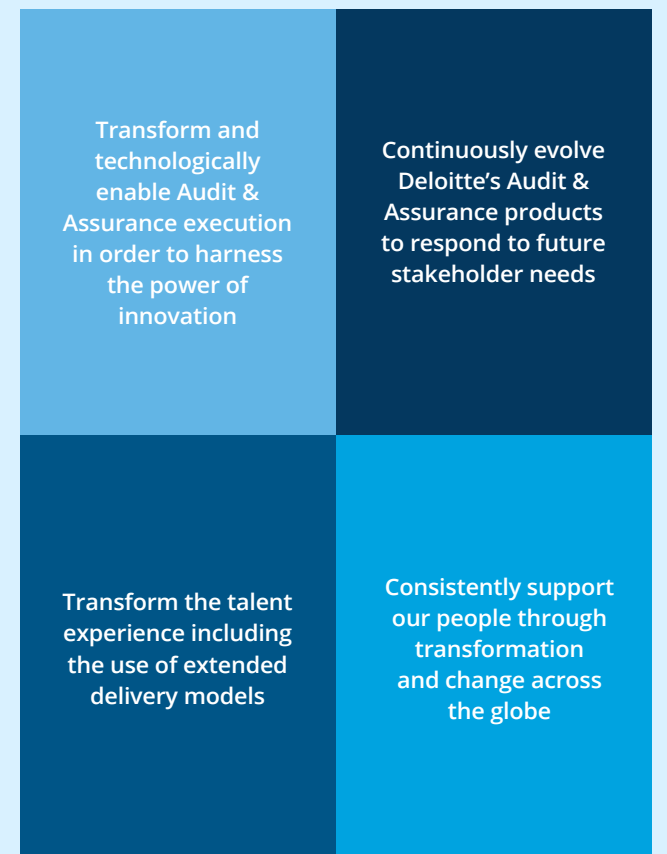 Transform and
technologically
enable Audit &
Assurance execution
in order to harness
the power of
innovation
Continuously evolve
Deloitte’s Audit &
Assurance products
to respond to future
stakeholder needs
Transform the talent
experience including
the use of extended
delivery models
Consistently support
our people through
transformation
and change across
the globe